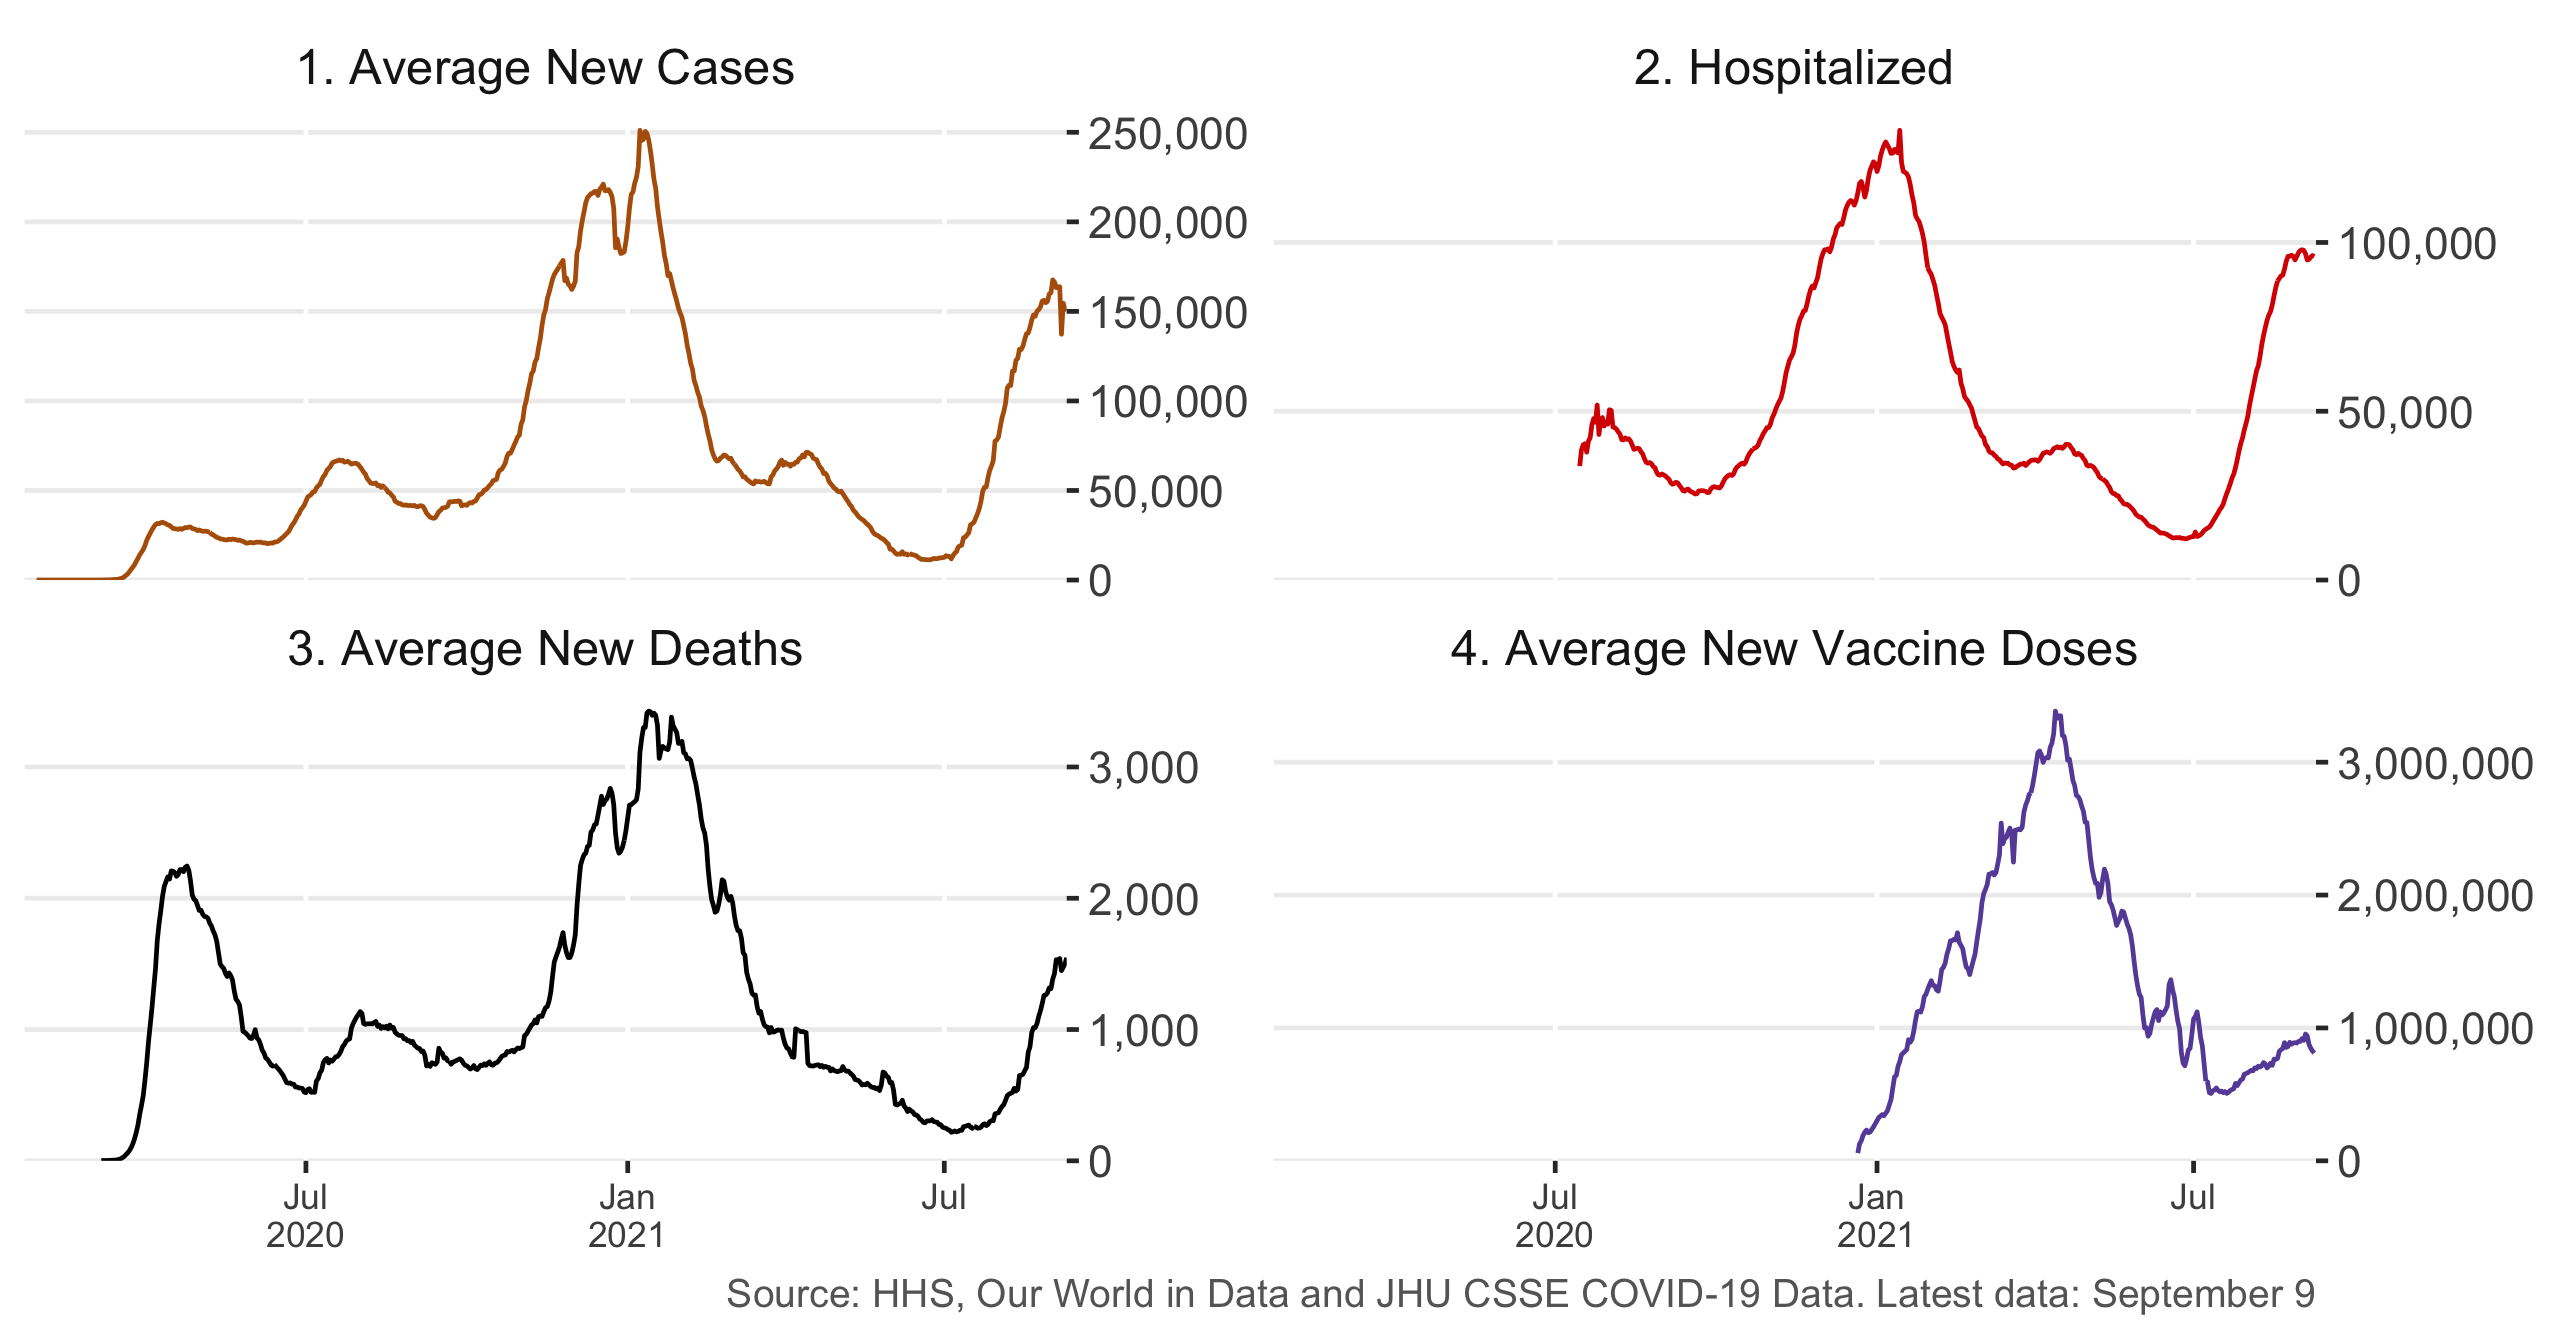 1. Average New Cases
250,000
200,000
150,000
100,000
50,000
0
2. Hospitalized
100,000
50,000
0
3. Average New Deaths
3,000
2,000
1,000
0
Jul
2020
Jan
2021
Jul
4. Average New Vaccine Doses
3,000,000
2,000,000
1,000,000
0
Jul
2020
Jan
2021
Jul
Source: HHS, Our World in Data and JHU CSSE COVID-19 Data. Latest data: September 9